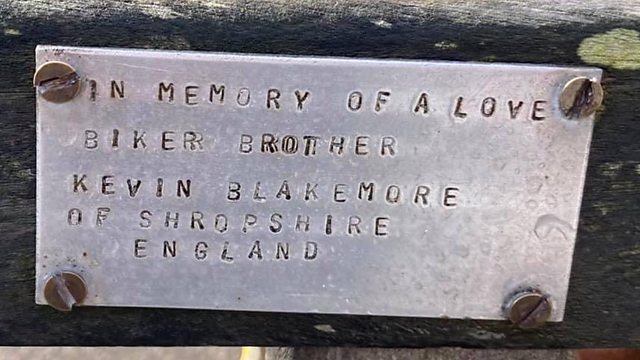 IN MEMORY OF A LOVE
BIKER BROTHER
KEVIN BLAKEMORE
OF SHROPSHIRE
ENGLAND